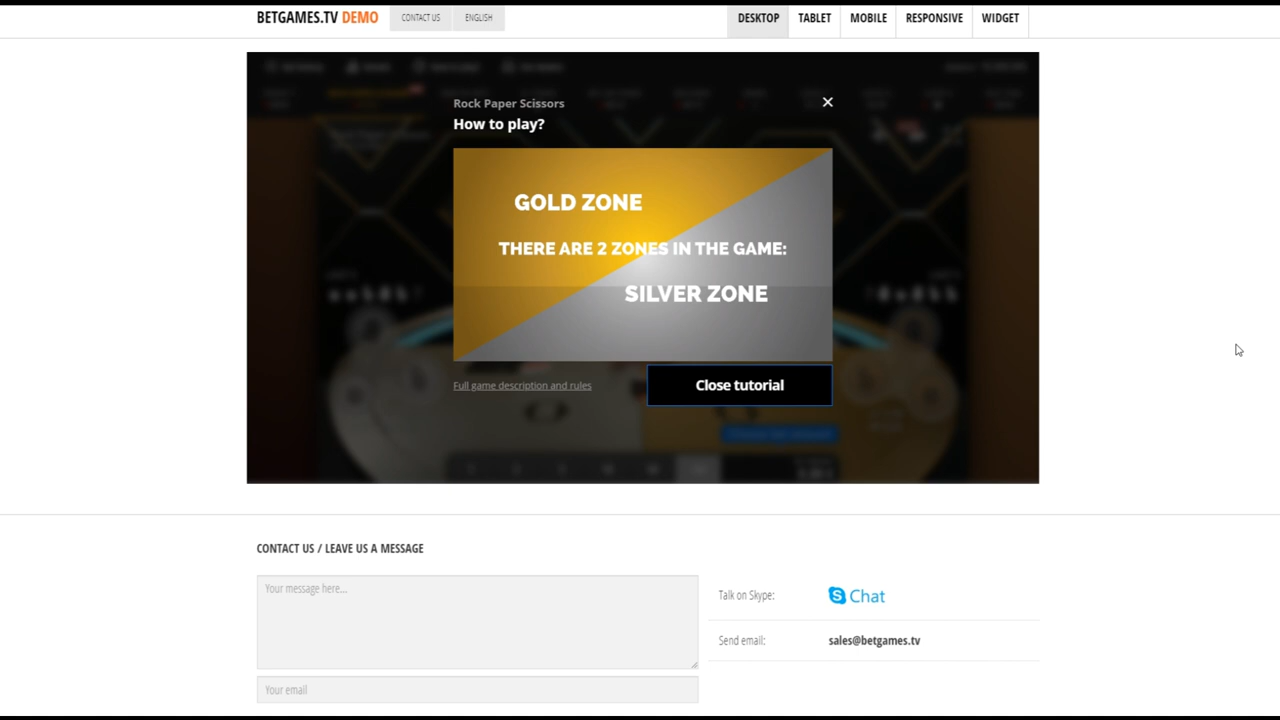 BETGAMES.TV DEMO
CONTACT US
ENGLISH
DESKTOP
TABLET
MOBILE
RESPONSIVE
WIDGET
Rock Paper Scissors
How to play?
GOLD ZONE
THERE ARE 2 ZONES IN THE GAME:
SILVER ZONE
Full game description and rules
Close tutorial
CONTACT US / LEAVE US A MESSAGE
Your message here...
Talk on Skype:
Chat
Send email:
sales@betgames.tv
Your email